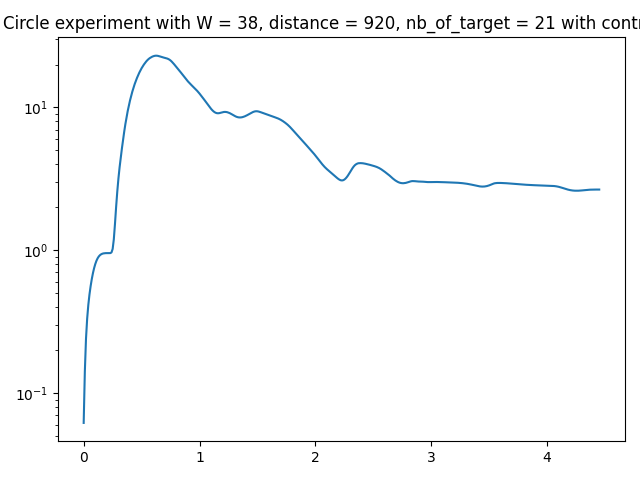 Circle experiment with W = 38, distance = 920, nb_of_target = 21 with contr
10¹
10⁰
10⁻¹
0 1 2 3 4